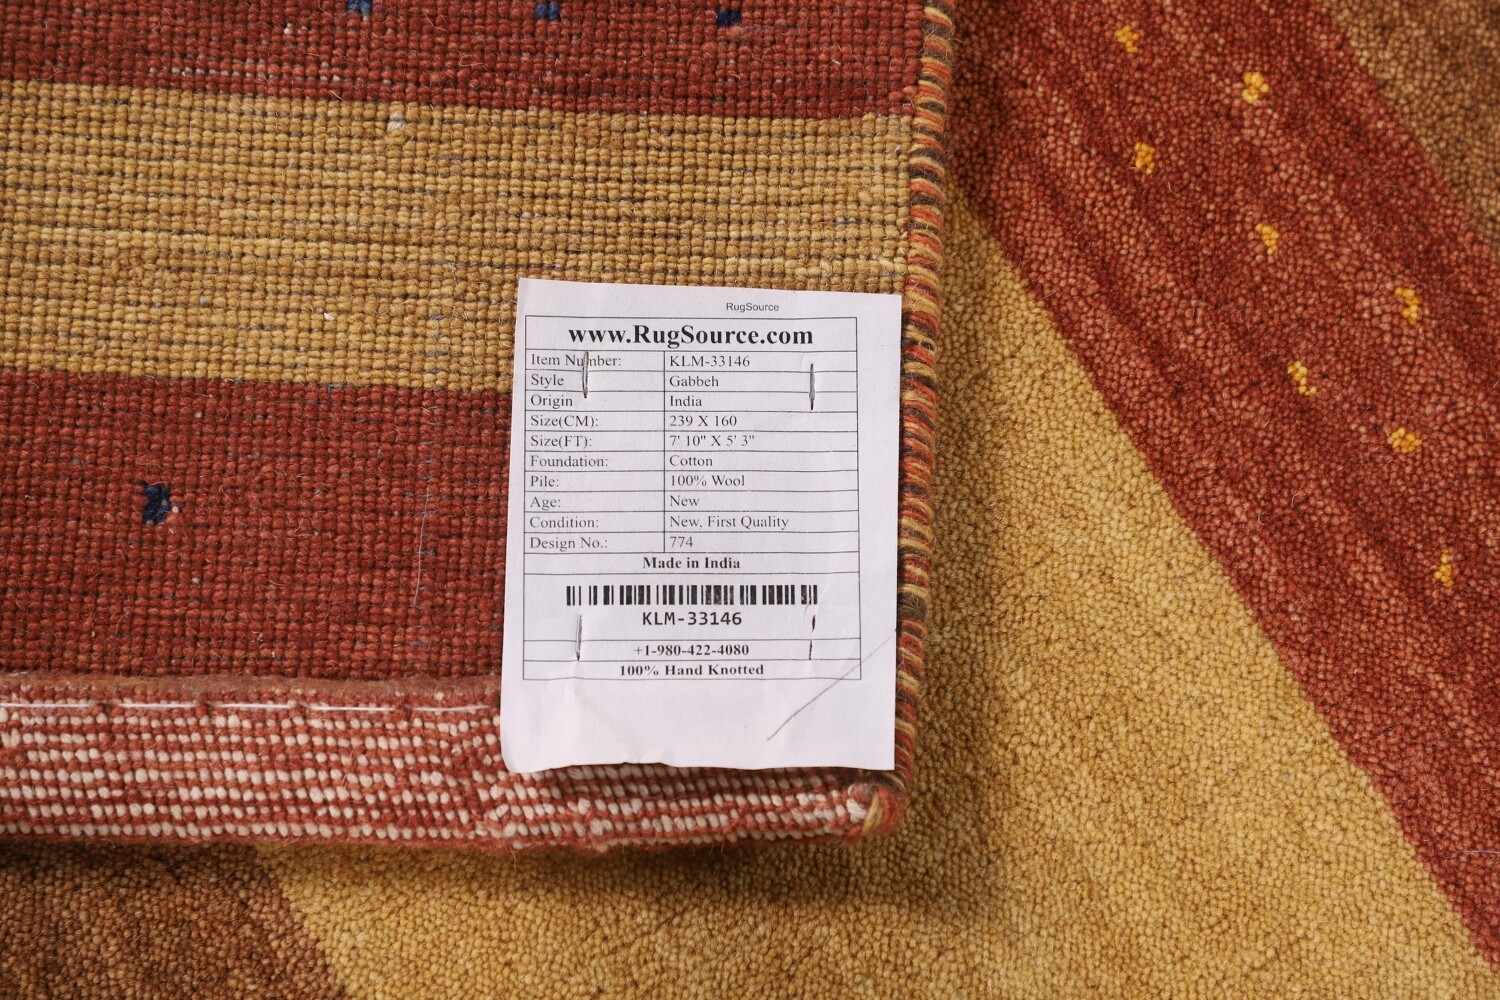 RugSource
www.RugSource.com
Item Number: KLM-33146
Style Gabbeh
Origin India
Size(CM): 239 X 160
Size(FT): 7' 10" X 5' 3"
Foundation: Cotton
Pile: 100% Wool
Age: New
Condition: New, First Quality
Design No.: 774
Made in India
KLM-33146
+1-980-422-4080
100% Hand Knotted